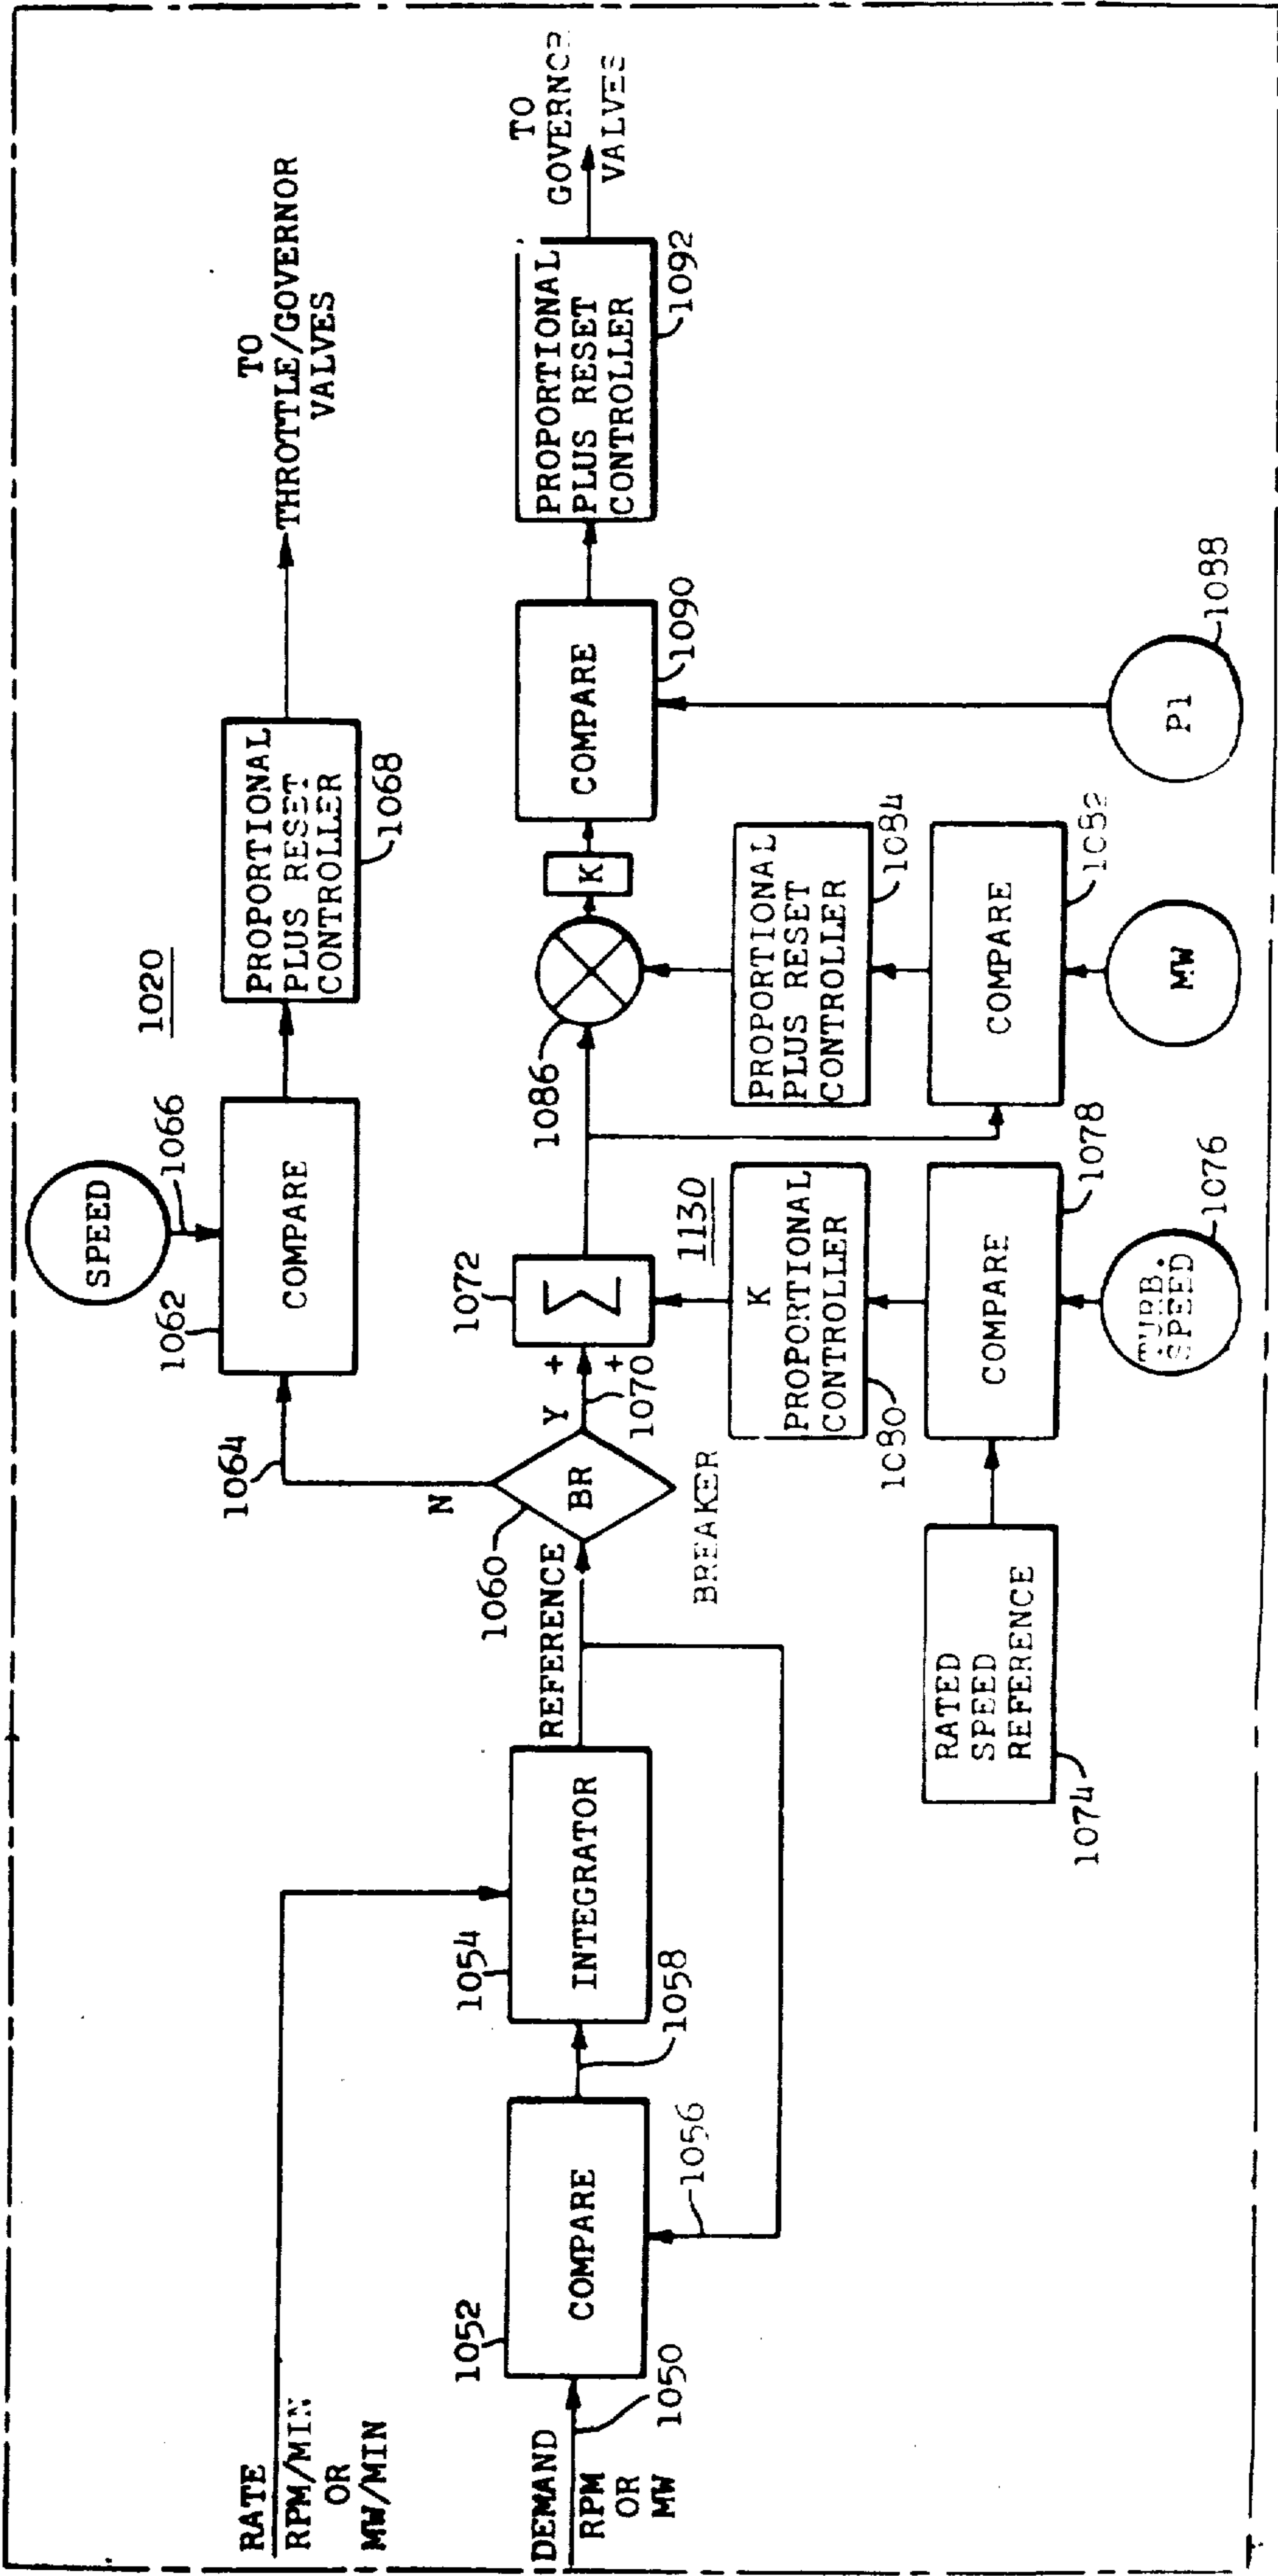 RATE
RPM/MIN
OR
MW/MIN
DEMAND
RPM
OR
MW
1050
1052
COMPARE
1056
1058
1054
INTEGRATOR
REFERENCE
1060
BR
BREAKER
N
Y
+
+
1070
1064
1062
COMPARE
SPEED
1066
1020
PROPORTIONAL
PLUS RESET
CONTROLLER
1068
TO
THROTTLE/GOVERNOR
VALVES
1072
Σ
1130
K
PROPORTIONAL
CONTROLLER
1080
COMPARE
1078
TURB.
SPEED
1076
RATED
SPEED
REFERENCE
1074
1086
K
PROPORTIONAL
PLUS RESET
CONTROLLER
1084
COMPARE
1082
MW
COMPARE
1090
P1
1088
PROPORTIONAL
PLUS RESET
CONTROLLER
1092
TO
GOVERNOR
VALVES